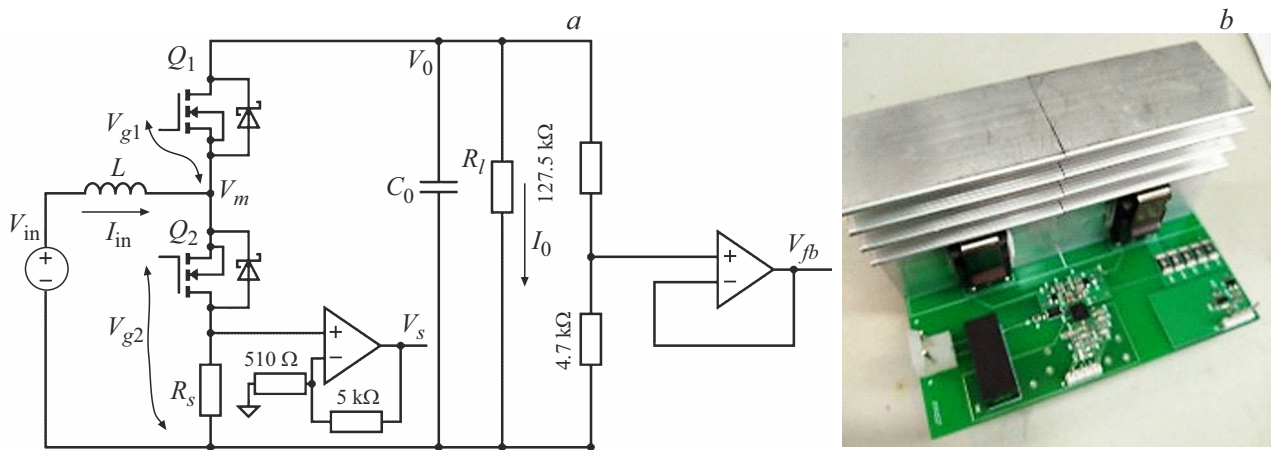 a
b
Q1
V0
Vg1
L
Vm
Rl
127.5 kΩ
C0
Vin
Iin
Q2
I0
+
−
+
−
Vfb
Vg2
+
−
Vs
510 Ω
4.7 kΩ
Rs
5 kΩ